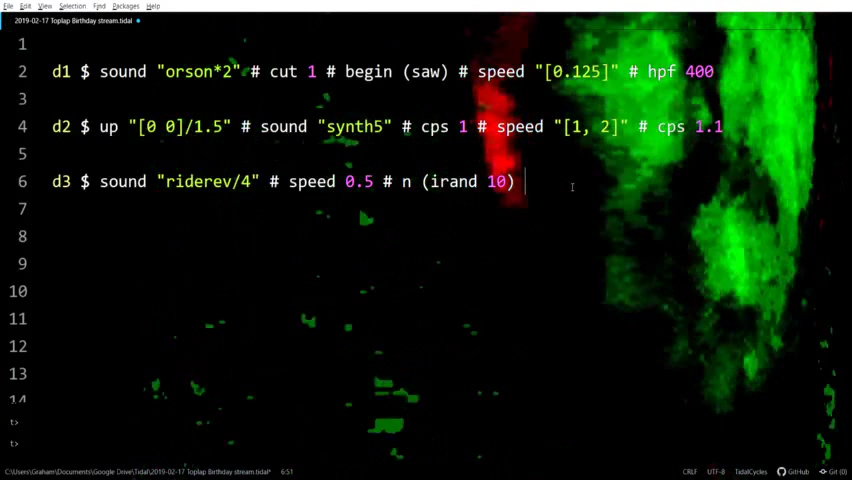 File Edit View Selection Find Packages Help
2019-02-17 Toplap Birthday stream.tidal
1
2 d1 $ sound "orson*2" # cut 1 # begin (saw) # speed "[0.125]" # hpf 400
3
4 d2 $ up "[0 0]/1.5" # sound "synth5" # cps 1 # speed "[1, 2]" # cps 1.1
5
6 d3 $ sound "riderev/4" # speed 0.5 # n (irand 10)
7
8
9
10
11
12
13
14
t>
t>
C:\Users\Graham\Documents\Google Drive\Tidal\2019-02-17 Toplap Birthday stream.tidal* 6:51 CRLF UTF-8 TidalCycles GitHub Git (0)